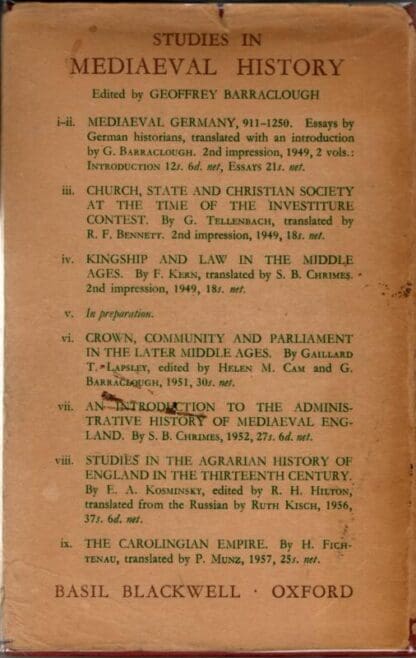 STUDIES IN
MEDIAEVAL HISTORY
Edited by GEOFFREY BARRACLOUGH
i-ii. MEDIAEVAL GERMANY, 911–1250. Essays by
German historians, translated with an introduction
by G. BARRACLOUGH. 2nd impression, 1949, 2 vols.:
INTRODUCTION 12s. 6d. net, ESSAYS 21s. net.
iii. CHURCH, STATE AND CHRISTIAN SOCIETY
AT THE TIME OF THE INVESTITURE
CONTEST. By G. TELLENBACH, translated by
R. F. BENNETT. 2nd impression, 1949, 18s. net.
iv. KINGSHIP AND LAW IN THE MIDDLE
AGES. By F. KERN, translated by S. B. CHRIMES.
2nd impression, 1949, 18s. net.
v. In preparation.
vi. CROWN, COMMUNITY AND PARLIAMENT
IN THE LATER MIDDLE AGES. By GAILLARD
T. LAPSLEY, edited by HELEN M. CAM and G.
BARRACLOUGH, 1951, 30s. net.
vii. AN INTRODUCTION TO THE ADMINIS-
TRATIVE HISTORY OF MEDIAEVAL ENG-
LAND. By S. B. CHRIMES, 1952, 27s. 6d. net.
viii. STUDIES IN THE AGRARIAN HISTORY OF
ENGLAND IN THE THIRTEENTH CENTURY.
By E. A. KOSMINSKY, edited by R. H. HILTON,
translated from the Russian by RUTH KISCH, 1956,
37s. 6d. net.
ix. THE CAROLINGIAN EMPIRE. By H. FICH-
TENAU, translated by P. MUNZ, 1957, 25s. net.
BASIL BLACKWELL · OXFORD